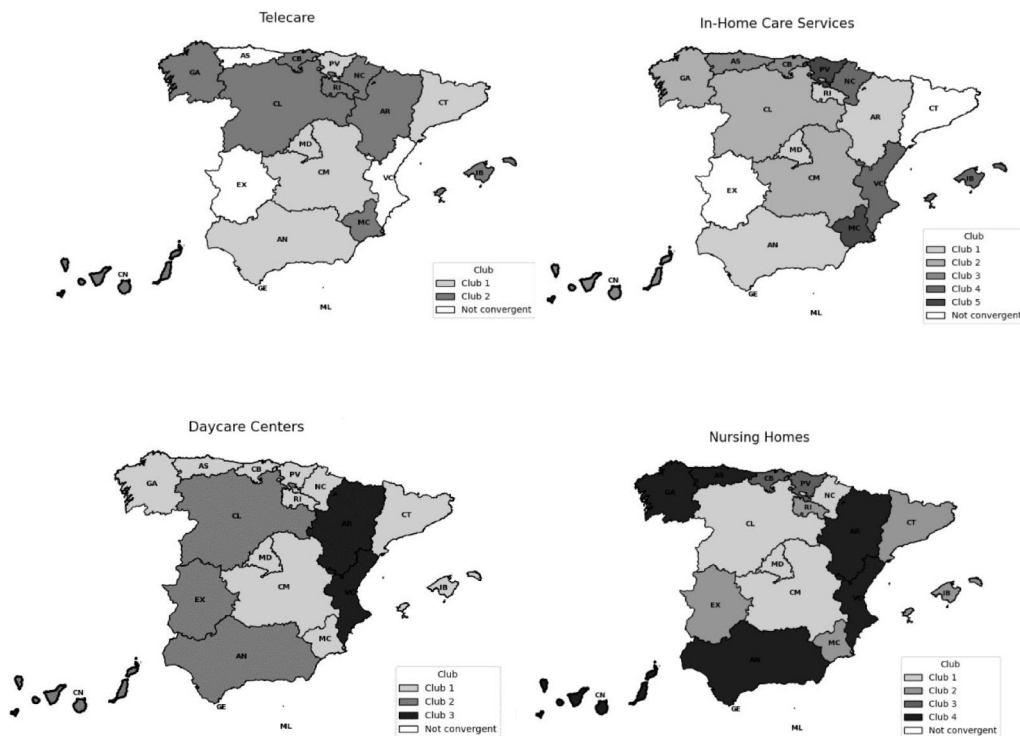 Telecare
AS
CB
PV
GA
NC
RI
CL
AR
CT
MD
EX
CM
VC
IB
MC
AN
CN
GE
ML
Club
Club 1
Club 2
Not convergent
In-Home Care Services
AS
CB
PV
GA
NC
RI
CL
AR
CT
MD
EX
CM
VC
IB
MC
AN
CN
GE
ML
Club
Club 1
Club 2
Club 3
Club 4
Club 5
Not convergent
Daycare Centers
AS
CB
PV
GA
NC
RI
CL
AR
CT
MD
EX
CM
VC
IB
MC
AN
CN
GE
ML
Club
Club 1
Club 2
Club 3
Not convergent
Nursing Homes
AS
CB
PV
GA
NC
RI
CL
AR
CT
MD
EX
CM
VC
IB
MC
AN
CN
GE
ML
Club
Club 1
Club 2
Club 3
Club 4
Not convergent